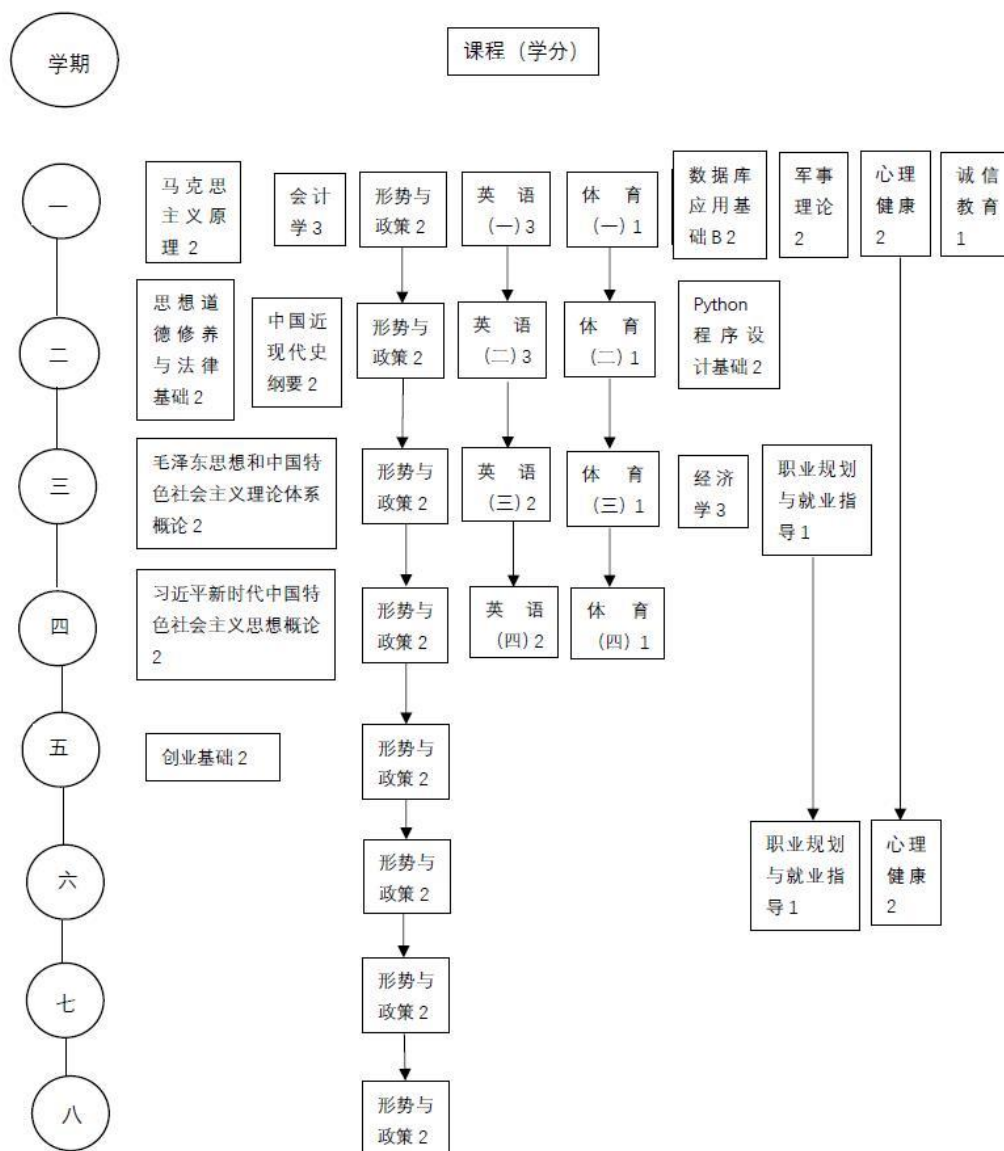 学期
课程（学分）
一
马克思
主义原
理 2
会计
学 3
形势与
政策 2
英 语
(一) 3
体 育
(一) 1
数据库
应用基
础 B 2
军事
理论
2
心理
健康
2
诚信
教育
1
二
思想道
德修养
与法律
基础 2
中国近
现代史
纲要 2
形势与
政策 2
英 语
(二) 3
体 育
(二) 1
Python
程序设
计基础 2
三
毛泽东思想和中国特
色社会主义理论体系
概论 2
形势与
政策 2
英 语
(三) 2
体 育
(三) 1
经济
学 3
职业规划
与就业指
导 1
四
习近平新时代中国特
色社会主义思想概论
2
形势与
政策 2
英 语
(四) 2
体 育
(四) 1
五
创业基础 2
形势与
政策 2
六
形势与
政策 2
职业规划
与就业指
导 1
心理
健康
2
七
形势与
政策 2
八
形势与
政策 2